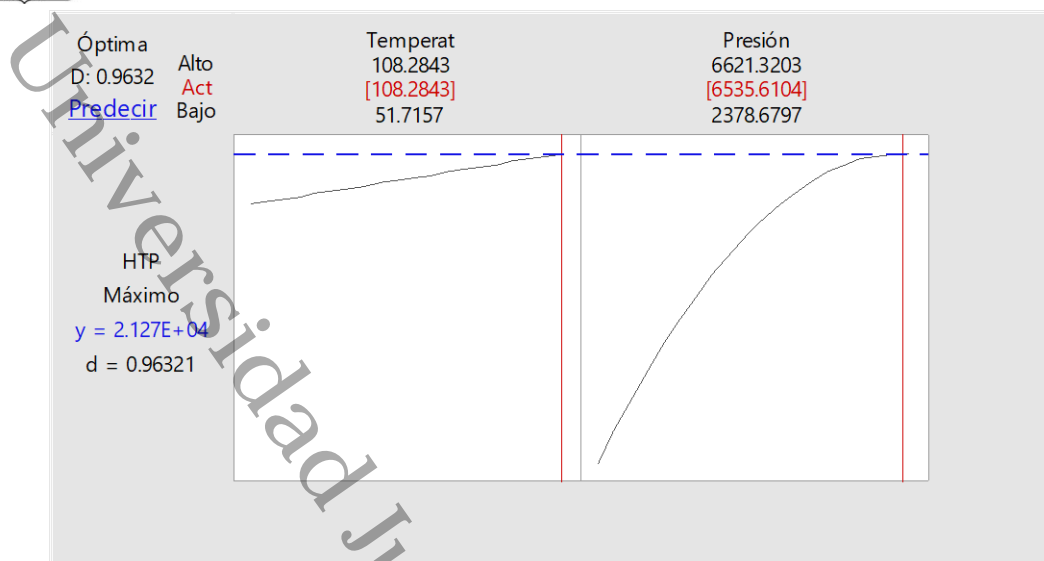 Óptima
D: 0.9632
Predecir
Alto
Act
Bajo
Temperat
108.2843
[108.2843]
51.7157
Presión
6621.3203
[6535.6104]
2378.6797
HTP
Máximo
y = 2.127E+04
d = 0.96321
Universidad Ju